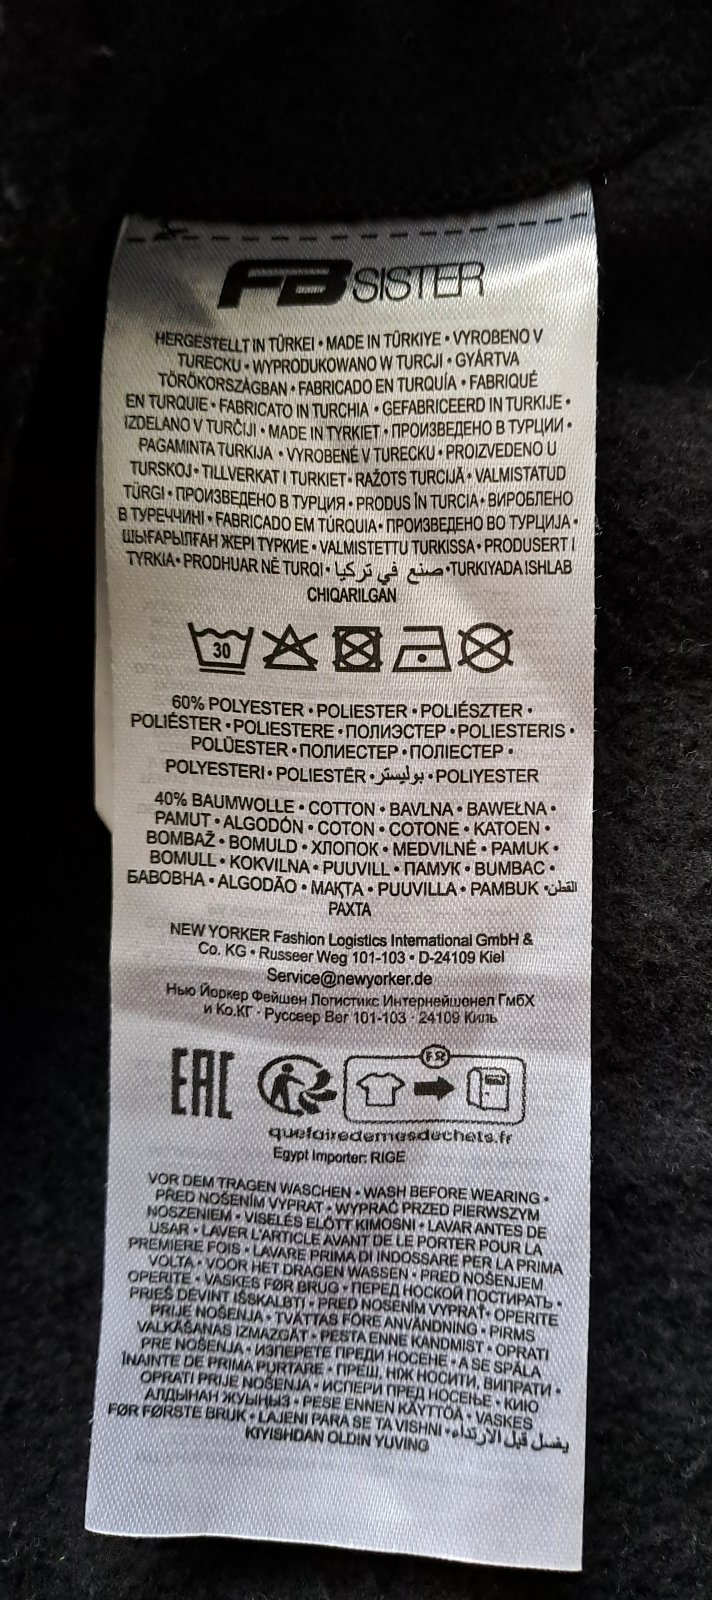 FB SISTER
HERGESTELLT IN TÜRKEI • MADE IN TÜRKIYE • VYROBENO V
TURECKU • WYPRODUKOWANO W TURCJI • GYÁRTVA
TÖRÖKORSZÁGBAN • FABRICADO EN TURQUÍA • FABRIQUÉ
EN TURQUIE • FABRICATO IN TURCHIA • GEFABRICEERD IN TURKIJE •
IZDELANO V TURČIJI • MADE IN TYRKIET • ПРОИЗВЕДЕНО В ТУРЦИИ •
PAGAMINTA TURKIJA • VYROBENÉ V TURECKU • PROIZVEDENO U
TURSKOJ • TILLVERKAT I TURKIET • RAŽOTS TURCIJĀ • VALMISTATUD
TÜRGI • ПРОИЗВЕДЕНО В ТУРЦИЯ • PRODUS ÎN TURCIA • ВИРОБЛЕНО
В ТУРЕЧЧИНІ • FABRICADO EM TÚRQUIA • ПРОИЗВЕДЕНО ВО ТУРЦИЈА •
ШЫҒАРЫЛҒАН ЖЕРІ ТУРКИЕ • VALMISTETTU TURKISSA • PRODUSERT I
TYRKIA • PRODHUAR NË TURQI • صنع في تركيا • TURKIYADA ISHLAB
CHIQARILGAN
30
60% POLYESTER • POLIESTER • POLIÉSZTER •
POLIÉSTER • POLIESTERE • ПОЛИЭСТЕР • POLIESTERIS •
POLÜESTER • ПОЛИЕСТЕР • ПОЛІЕСТЕР •
POLYESTERI • POLIESTËR • بوليستر • POLIYESTER
40% BAUMWOLLE • COTTON • BAVLNA • BAWEŁNA •
PAMUT • ALGODÓN • COTON • COTONE • KATOEN •
BOMBAŽ • BOMULD • ХЛОПОК • MEDVILNĖ • PAMUK •
BOMULL • KOKVILNA • PUUVILL • ПАМУК • BUMBAC •
БАВОВНА • ALGODÃO • МАҚТА • PUUVILLA • PAMBUK • القطن
PAXTA
NEW YORKER Fashion Logistics International GmbH &
Co. KG • Russeer Weg 101-103 • D-24109 Kiel
Service@newyorker.de
Нью Йоркер Фейшен Логистикс Интернейшенел ГмбХ
и Ко.КГ · Руссеер Вег 101-103 · 24109 Киль
EAC
FR
quefairedemesdechets.fr
Egypt Importer: RIGE
VOR DEM TRAGEN WASCHEN • WASH BEFORE WEARING •
PŘED NOŠENÍM VYPRAT • WYPRAĆ PRZED PIERWSZYM
NOSZENIEM • VISELÉS ELŐTT KIMOSNI • LAVAR ANTES DE
USAR • LAVER L'ARTICLE AVANT DE LE PORTER POUR LA
PREMIERE FOIS • LAVARE PRIMA DI INDOSSARE PER LA PRIMA
VOLTA • VOOR HET DRAGEN WASSEN • PRED NOŠENJEM
OPERITE • VASKES FØR BRUG • ПЕРЕД НОСКОЙ ПОСТИРАТЬ •
PRIEŠ DĖVINT IŠSKALBTI • PRED NOSENÍM VYPRAŤ • OPERITE
PRIJE NOŠENJA • TVÄTTAS FÖRE ANVÄNDNING • PIRMS
VALKĀŠANAS IZMAZGĀT • PESTA ENNE KANDMIST • OPRATI
PRE NOŠENJA • ИЗПЕРЕТЕ ПРЕДИ НОСЕНЕ • A SE SPĂLA
ÎNAINTE DE PRIMA PURTARE • ПРЕШ, НІЖ НОСИТИ, ВИПРАТИ •
OPRATI PRIJE NOŠENJA • ИСПЕРИ ПРЕД НОСЕЊЕ • КИЮ
АЛДЫНАН ЖУЫҢЫЗ • PESE ENNEN KÄYTTÖÄ • VASKES
FØR FØRSTE BRUK • LAJENI PARA SE TA VISHNI • يغسل قبل الارتداء
KIYISHDAN OLDIN YUVING